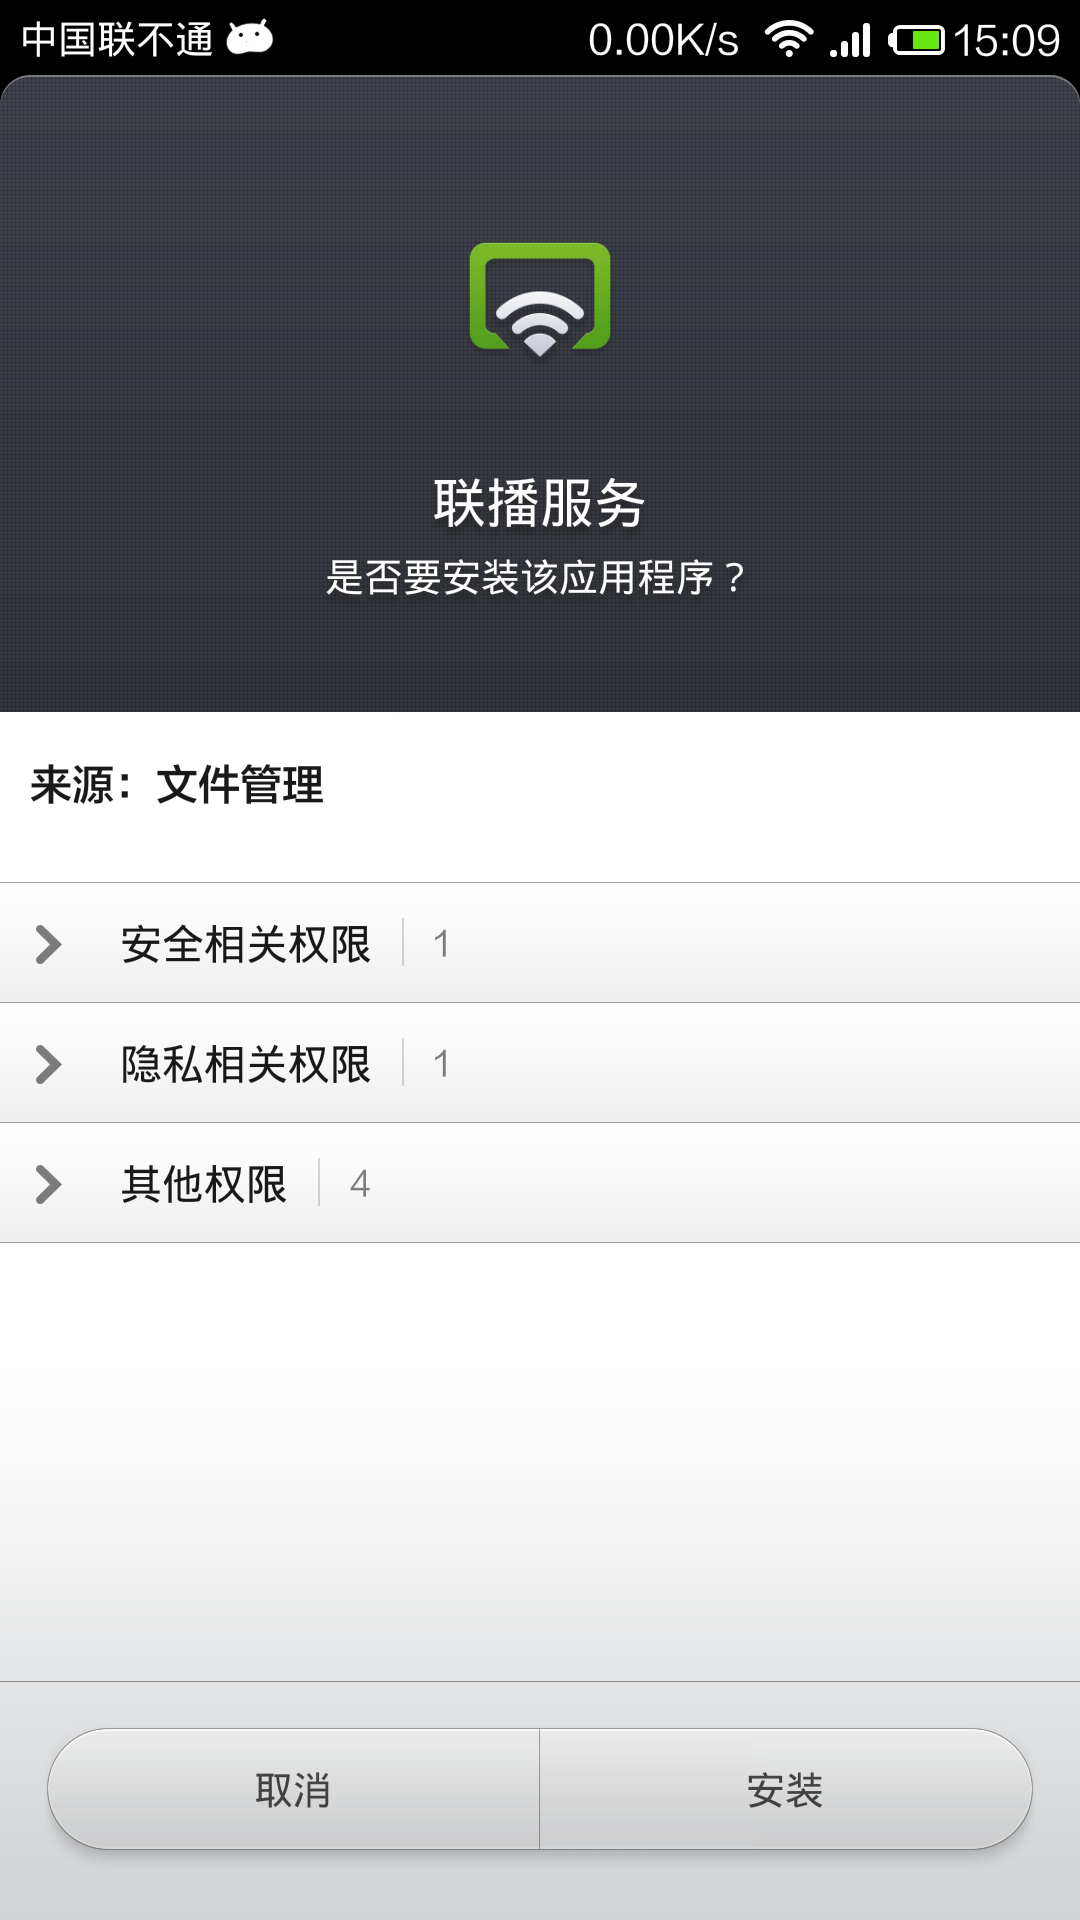 中国联不通 0.00K/s 15:09
联播服务
是否要安装该应用程序？
来源：文件管理
安全相关权限 1
隐私相关权限 1
其他权限 4
取消 安装